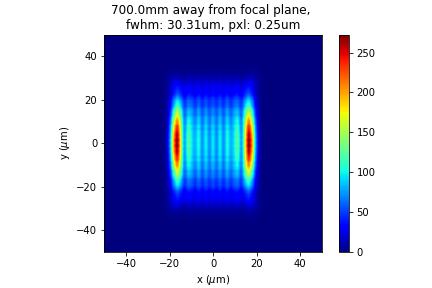 700.0mm away from focal plane,
fwhm: 30.31um, pxl: 0.25um
y (μm)
40
20
0
−20
−40
−40 −20 0 20 40
x (μm)
250
200
150
100
50
0